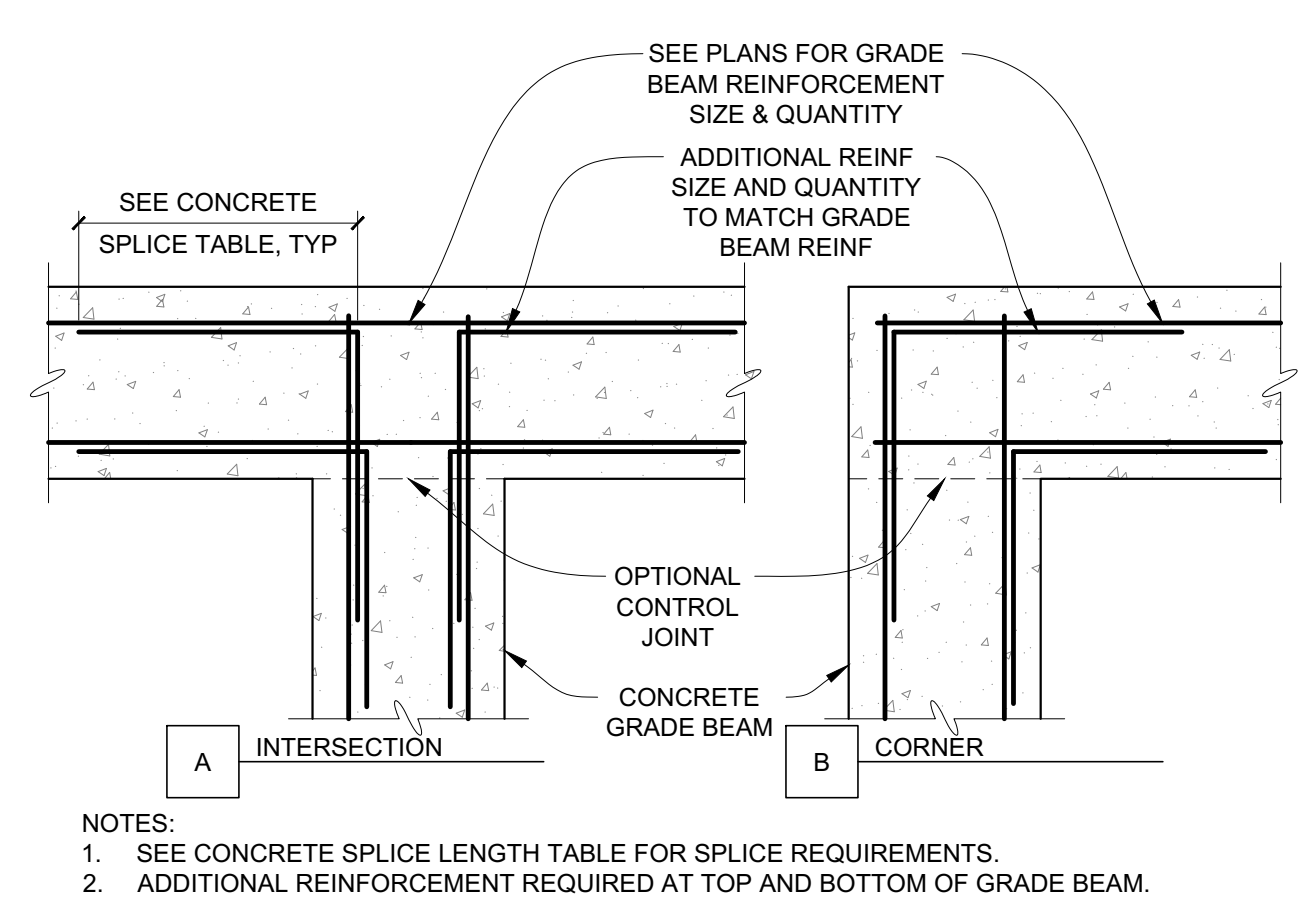 SEE PLANS FOR GRADE
BEAM REINFORCEMENT
SIZE & QUANTITY
ADDITIONAL REINF
SIZE AND QUANTITY
TO MATCH GRADE
BEAM REINF
SEE CONCRETE
SPLICE TABLE, TYP
OPTIONAL
CONTROL
JOINT
CONCRETE
GRADE BEAM
A INTERSECTION
B CORNER
NOTES:
1. SEE CONCRETE SPLICE LENGTH TABLE FOR SPLICE REQUIREMENTS.
2. ADDITIONAL REINFORCEMENT REQUIRED AT TOP AND BOTTOM OF GRADE BEAM.